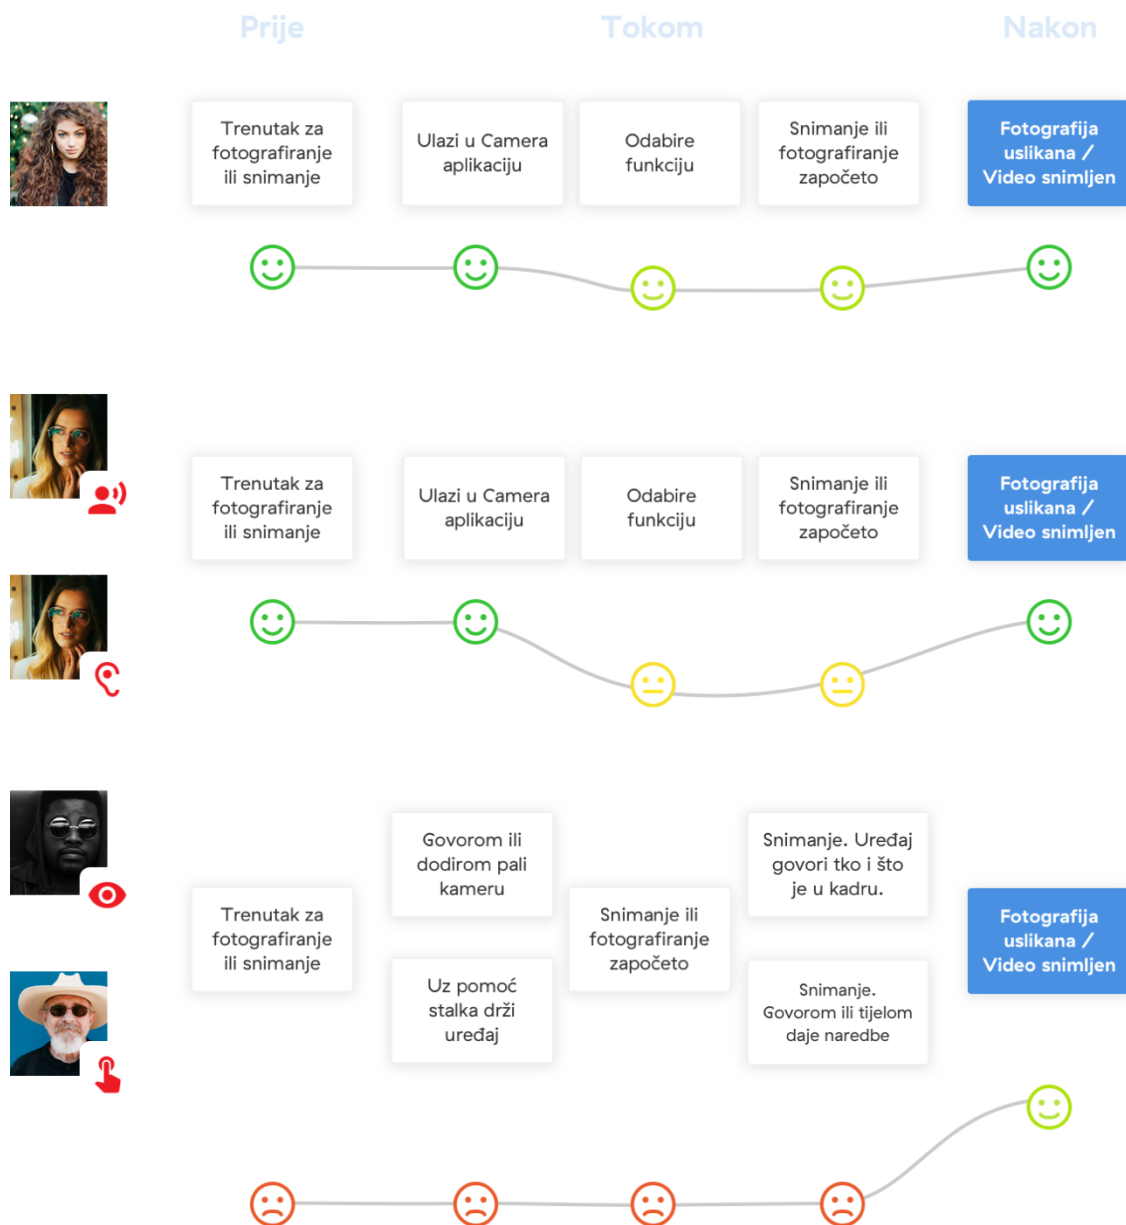 Prije
Tokom
Nakon
Trenutak za
fotografiranje
ili snimanje
Ulazi u Camera
aplikaciju
Odabire
funkciju
Snimanje ili
fotografiranje
započeto
Fotografija
uslikana /
Video snimljen
Trenutak za
fotografiranje
ili snimanje
Ulazi u Camera
aplikaciju
Odabire
funkciju
Snimanje ili
fotografiranje
započeto
Fotografija
uslikana /
Video snimljen
Trenutak za
fotografiranje
ili snimanje
Govorom ili
dodirom pali
kameru
Uz pomoć
stalka drži
uređaj
Snimanje ili
fotografiranje
započeto
Snimanje. Uređaj
govori tko i što
je u kadru.
Snimanje.
Govorom ili tijelom
daje naredbe
Fotografija
uslikana /
Video snimljen